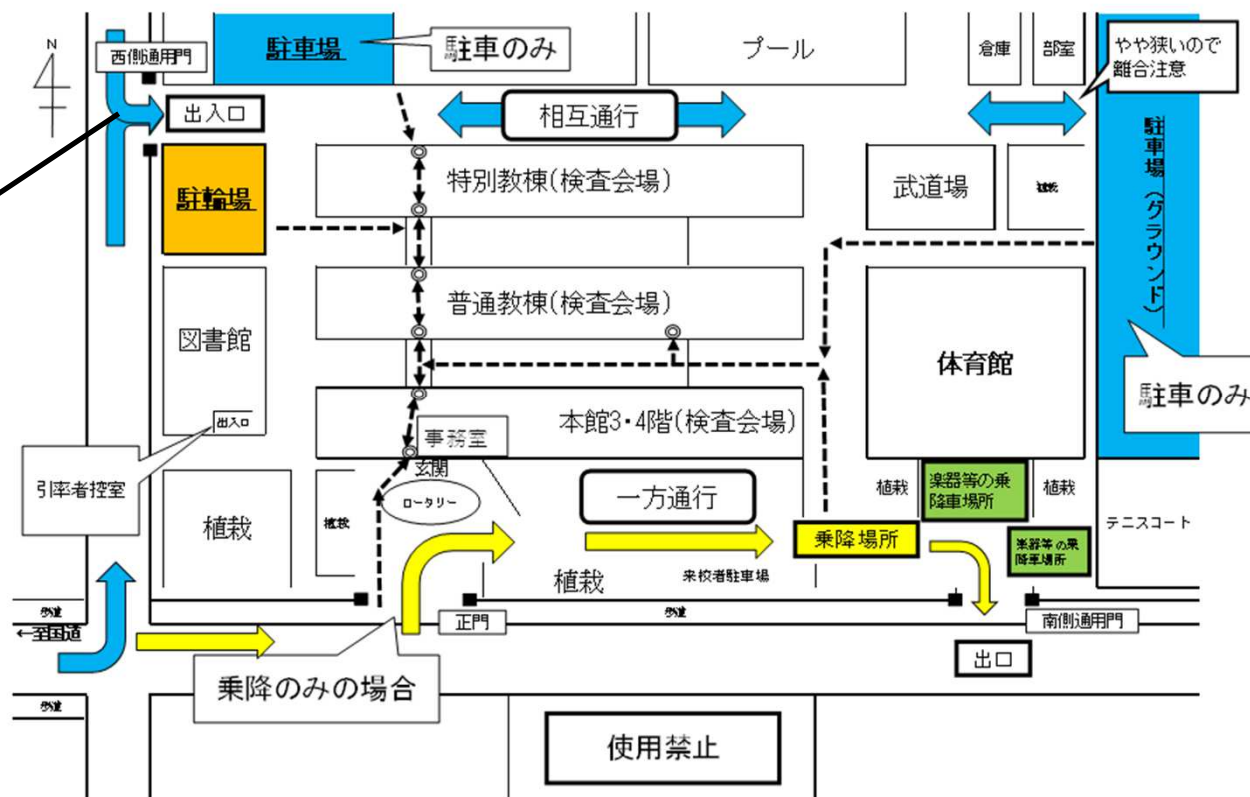 N
西側通用門
駐車場
駐車のみ
プール
倉庫
部室
やや狭いので
離合注意
出入口
相互通行
駐車場(グラウンド)
駐輪場
特別教棟(検査会場)
武道場
図書館
普通教棟(検査会場)
体育館
駐車のみ
出入口
事務室
本館3・4階(検査会場)
引率者控室
玄関
ロータリー
一方通行
植栽
楽器等の乗
降車場所
植栽
植栽
植栽
乗降場所
楽器等の乗
降車場所
テニスコート
植栽
来校者駐車場
歩道
←至国道
正門
歩道
南側通用門
乗降のみの場合
出口
歩道
使用禁止